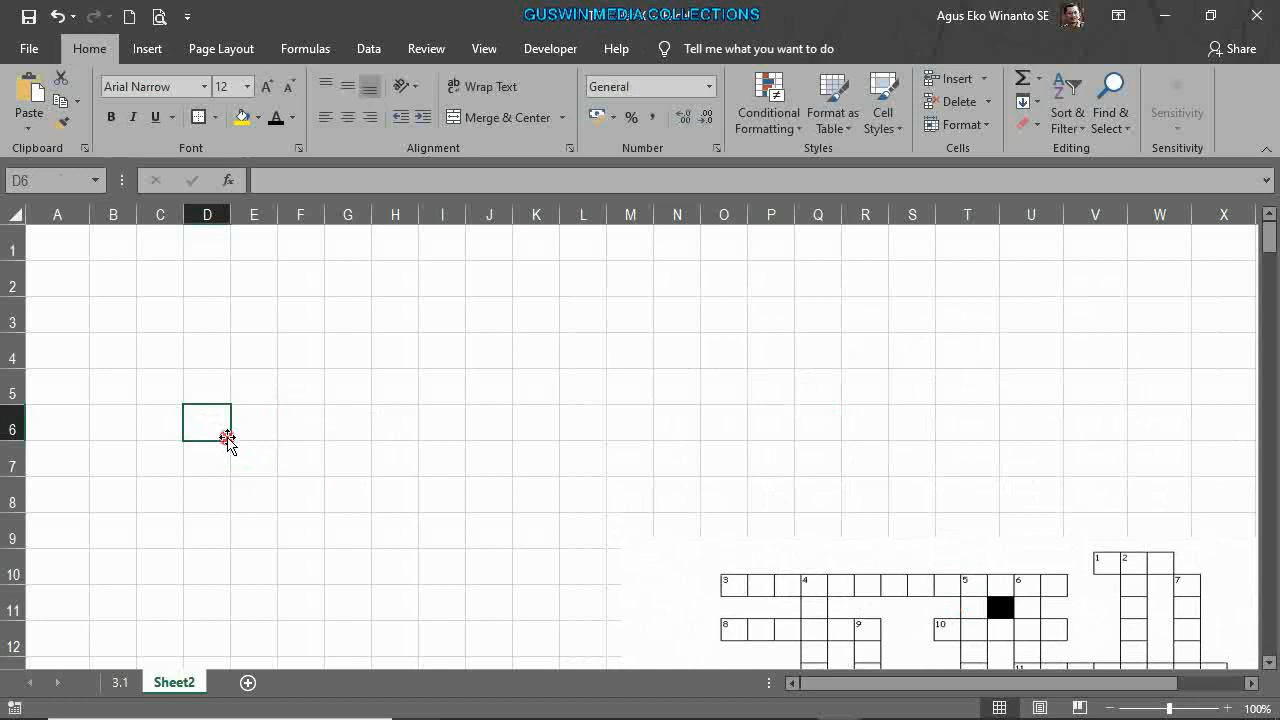 GUSWIN MEDIA COLLECTIONS
Agus Eko Winanto SE
File Home Insert Page Layout Formulas Data Review View Developer Help Tell me what you want to do Share
Paste
Arial Narrow 12
B I U A
ab Wrap Text
Merge & Center
General
% ,
Conditional Formatting
Format as Table
Cell Styles
Insert
Delete
Format
Sort & Filter
Find & Select
Sensitivity
Clipboard Font Alignment Number Styles Cells Editing Sensitivity
D6 fx
A B C D E F G H I J K L M N O P Q R S T U V W X
1
2
3
4
5
6
7
8
9
10
11
12
1 2
3 4 5 6 7
8 9 10
11
3.1 Sheet2
100%